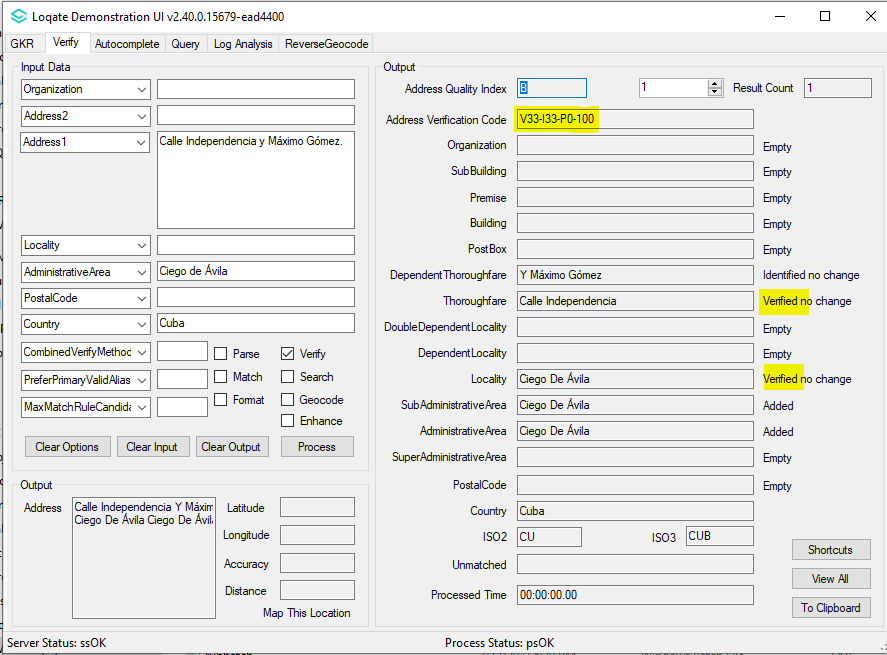 Loqate Demonstration UI v2.40.0.15679-ead4400
GKR Verify Autocomplete Query Log Analysis ReverseGeocode
Input Data
Organization
Address2
Address1 Calle Independencia y Máximo Gómez.
Locality
AdministrativeArea Ciego de Ávila
PostalCode
Country Cuba
CombinedVerifyMethod Parse Verify
PreferPrimaryValidAlias Match Search
MaxMatchRuleCandida Format Geocode
Enhance
Clear Options Clear Input Clear Output Process
Output
Address Calle Independencia Y Máxim
Ciego De Ávila Ciego De Ávila
Latitude
Longitude
Accuracy
Distance
Map This Location
Output
Address Quality Index B 1 Result Count 1
Address Verification Code V33-I33-P0-100
Organization Empty
SubBuilding Empty
Premise Empty
Building Empty
PostBox Empty
DependentThoroughfare Y Máximo Gómez Identified no change
Thoroughfare Calle Independencia Verified no change
DoubleDependentLocality Empty
DependentLocality Empty
Locality Ciego De Ávila Verified no change
SubAdministrativeArea Ciego De Ávila Added
AdministrativeArea Ciego De Ávila Added
SuperAdministrativeArea Empty
PostalCode Empty
Country Cuba
ISO2 CU ISO3 CUB
Unmatched
Processed Time 00:00:00.00
Shortcuts
View All
To Clipboard
Server Status: ssOK Process Status: psOK